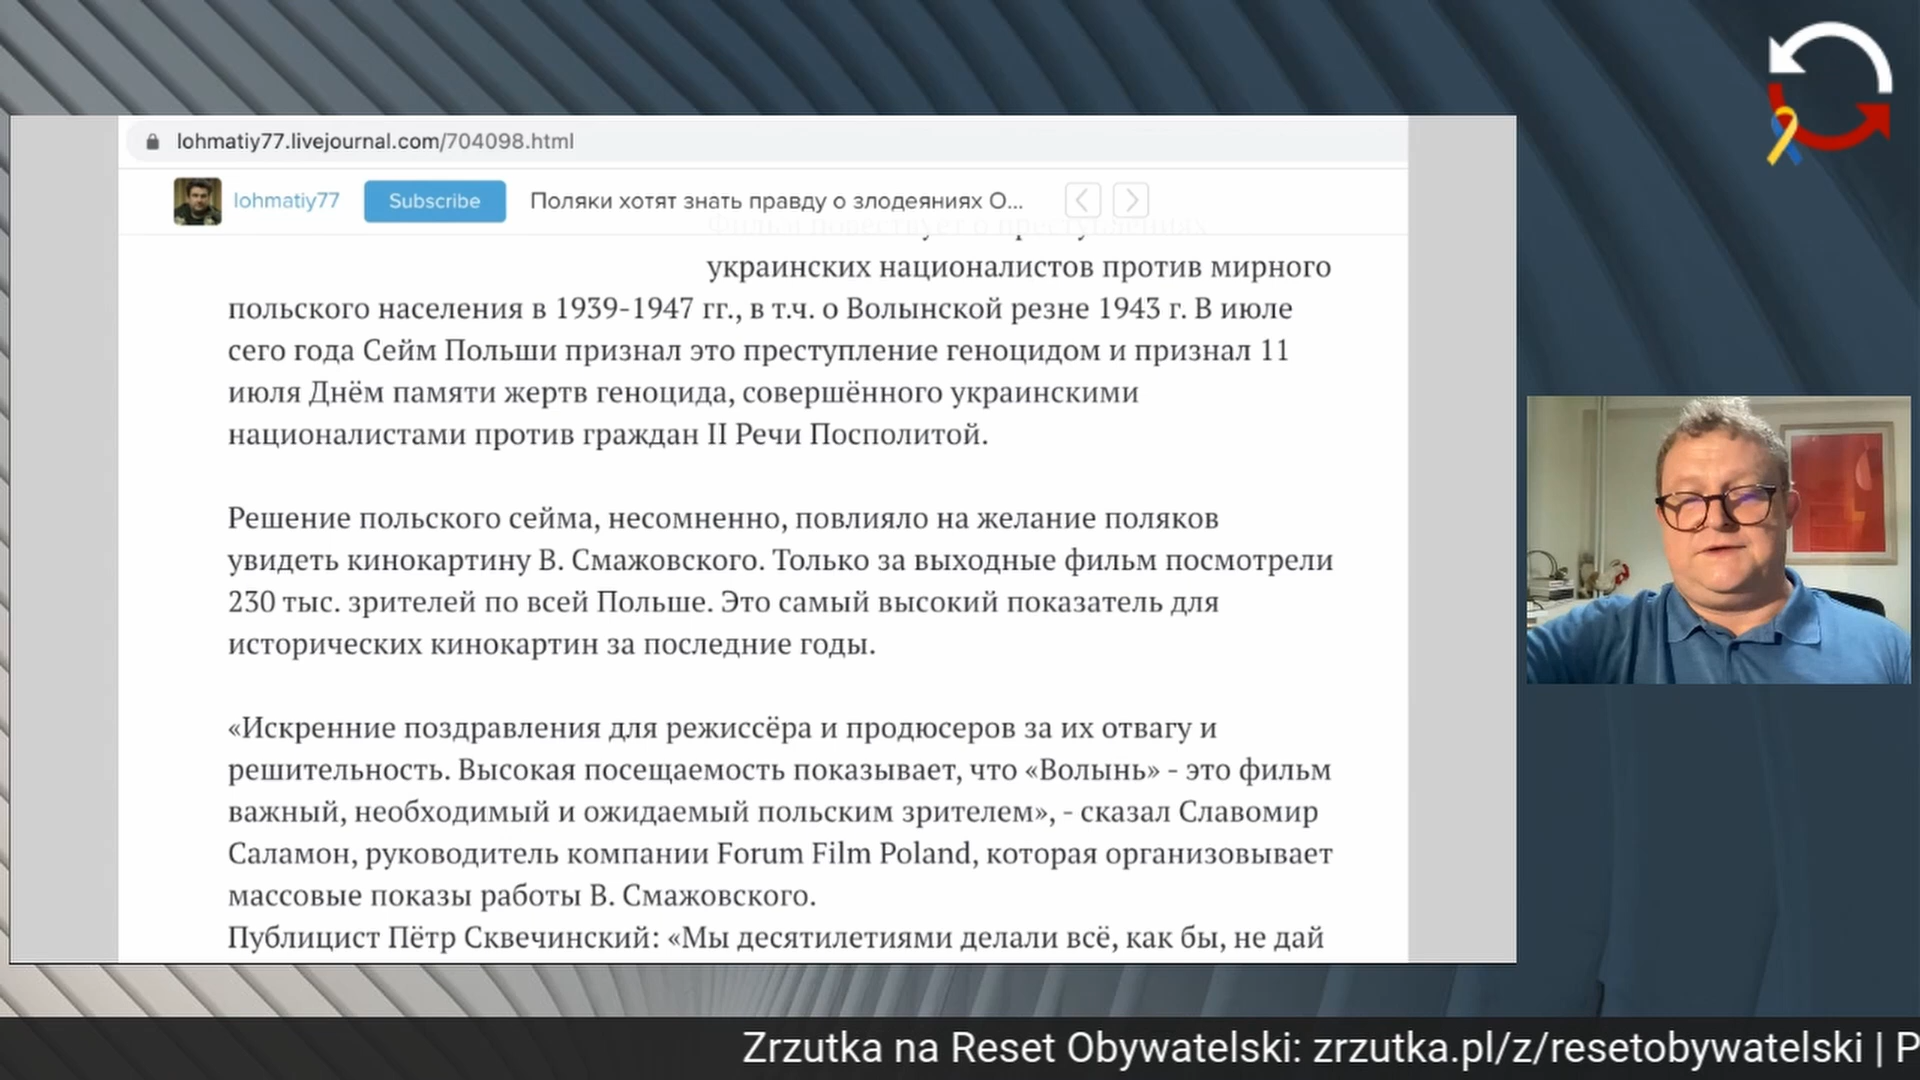 lohmatiy77.livejournal.com/704098.html
lohmatiy77
Subscribe
Поляки хотят знать правду о злодеяниях О...
Фильм повествует о преступлениях
украинских националистов против мирного
польского населения в 1939-1947 гг., в т.ч. о Волынской резне 1943 г. В июле
сего года Сейм Польши признал это преступление геноцидом и признал 11
июля Днём памяти жертв геноцида, совершённого украинскими
националистами против граждан II Речи Посполитой.
Решение польского сейма, несомненно, повлияло на желание поляков
увидеть кинокартину В. Смажовского. Только за выходные фильм посмотрели
230 тыс. зрителей по всей Польше. Это самый высокий показатель для
исторических кинокартин за последние годы.
«Искренние поздравления для режиссёра и продюсеров за их отвагу и
решительность. Высокая посещаемость показывает, что «Волынь» - это фильм
важный, необходимый и ожидаемый польским зрителем», - сказал Славомир
Саламон, руководитель компании Forum Film Poland, которая организовывает
массовые показы работы В. Смажовского.
Публицист Пётр Сквечинский: «Мы десятилетиями делали всё, как бы, не дай
Zrzutka na Reset Obywatelski: zrzutka.pl/z/resetobywatelski | P